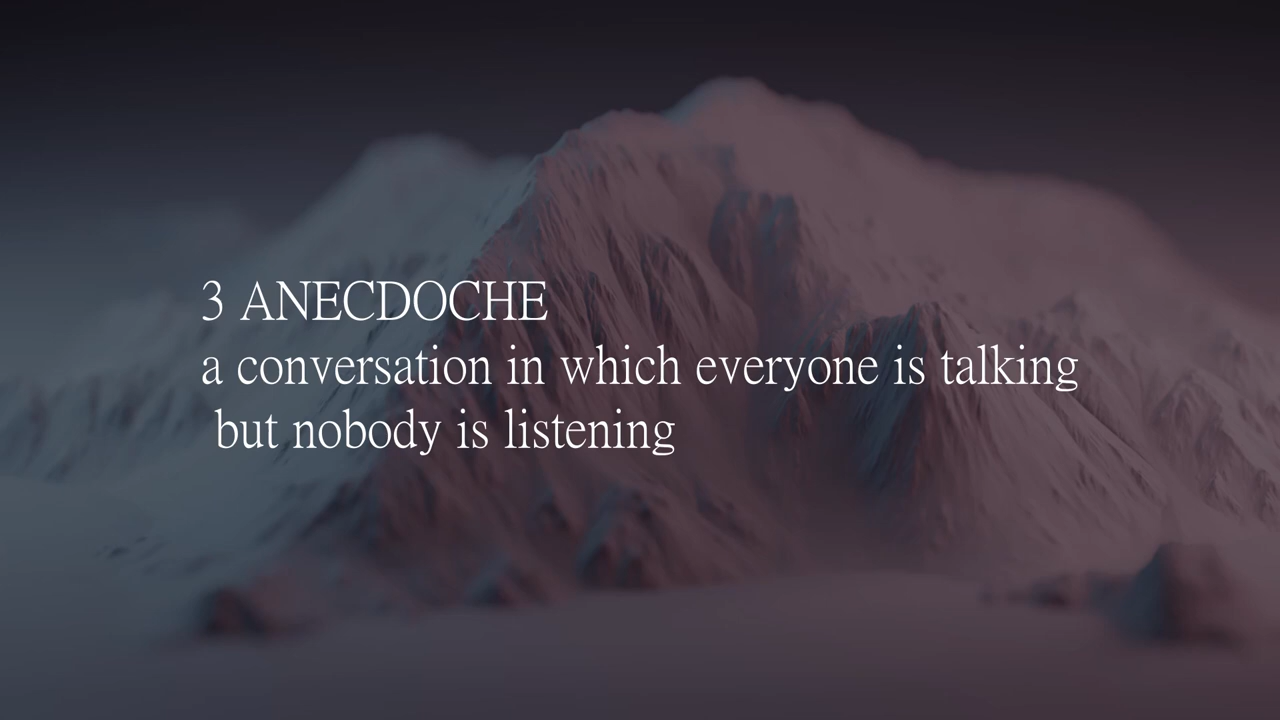 3 ANECDOCHE
a conversation in which everyone is talking
but nobody is listening